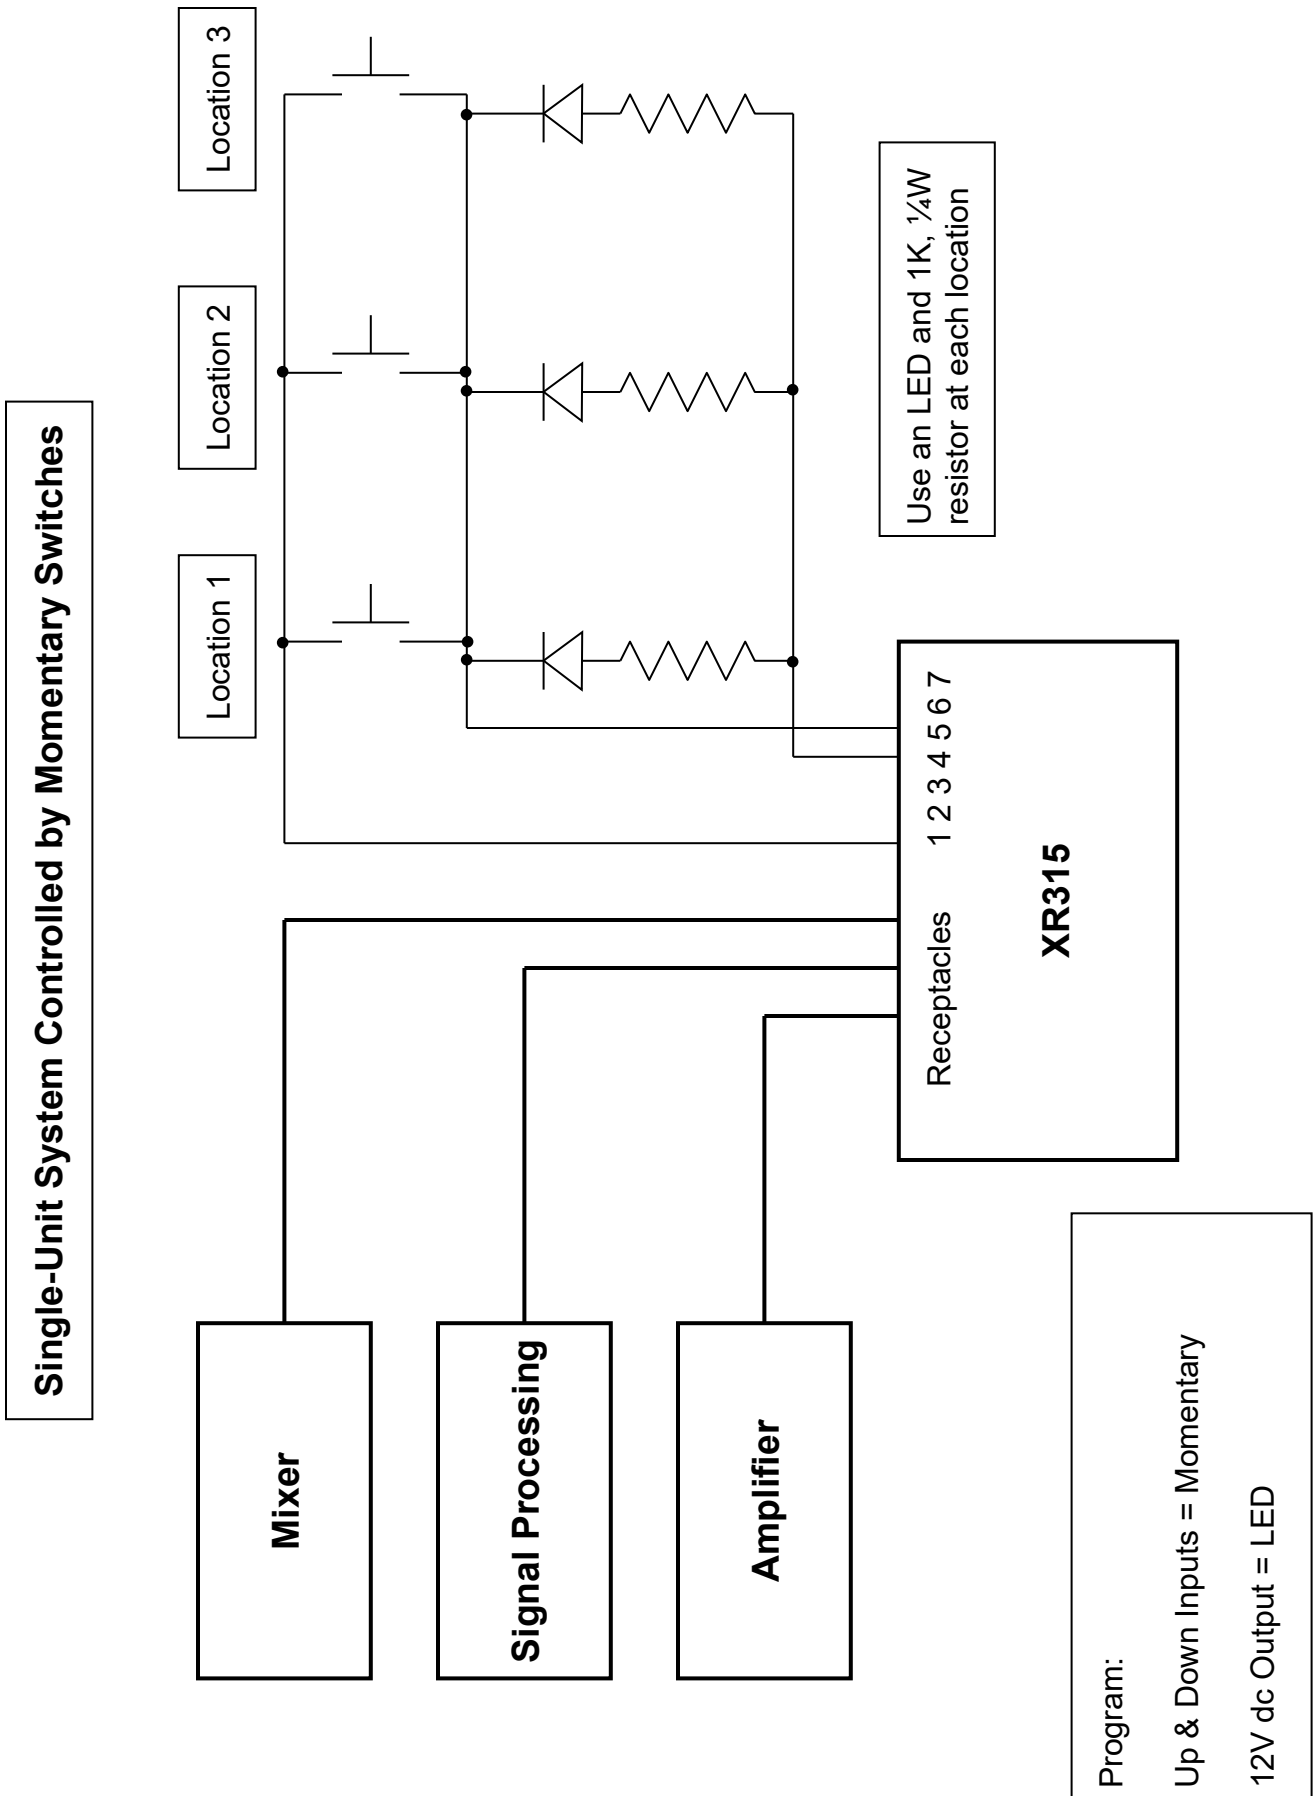 Single-Unit System Controlled by Momentary Switches
Mixer
Signal Processing
Amplifier
Location 1
Location 2
Location 3
Use an LED and 1K, ¼W
resistor at each location
Receptacles
1 2 3 4 5 6 7
XR315
Program:
Up & Down Inputs = Momentary
12V dc Output = LED